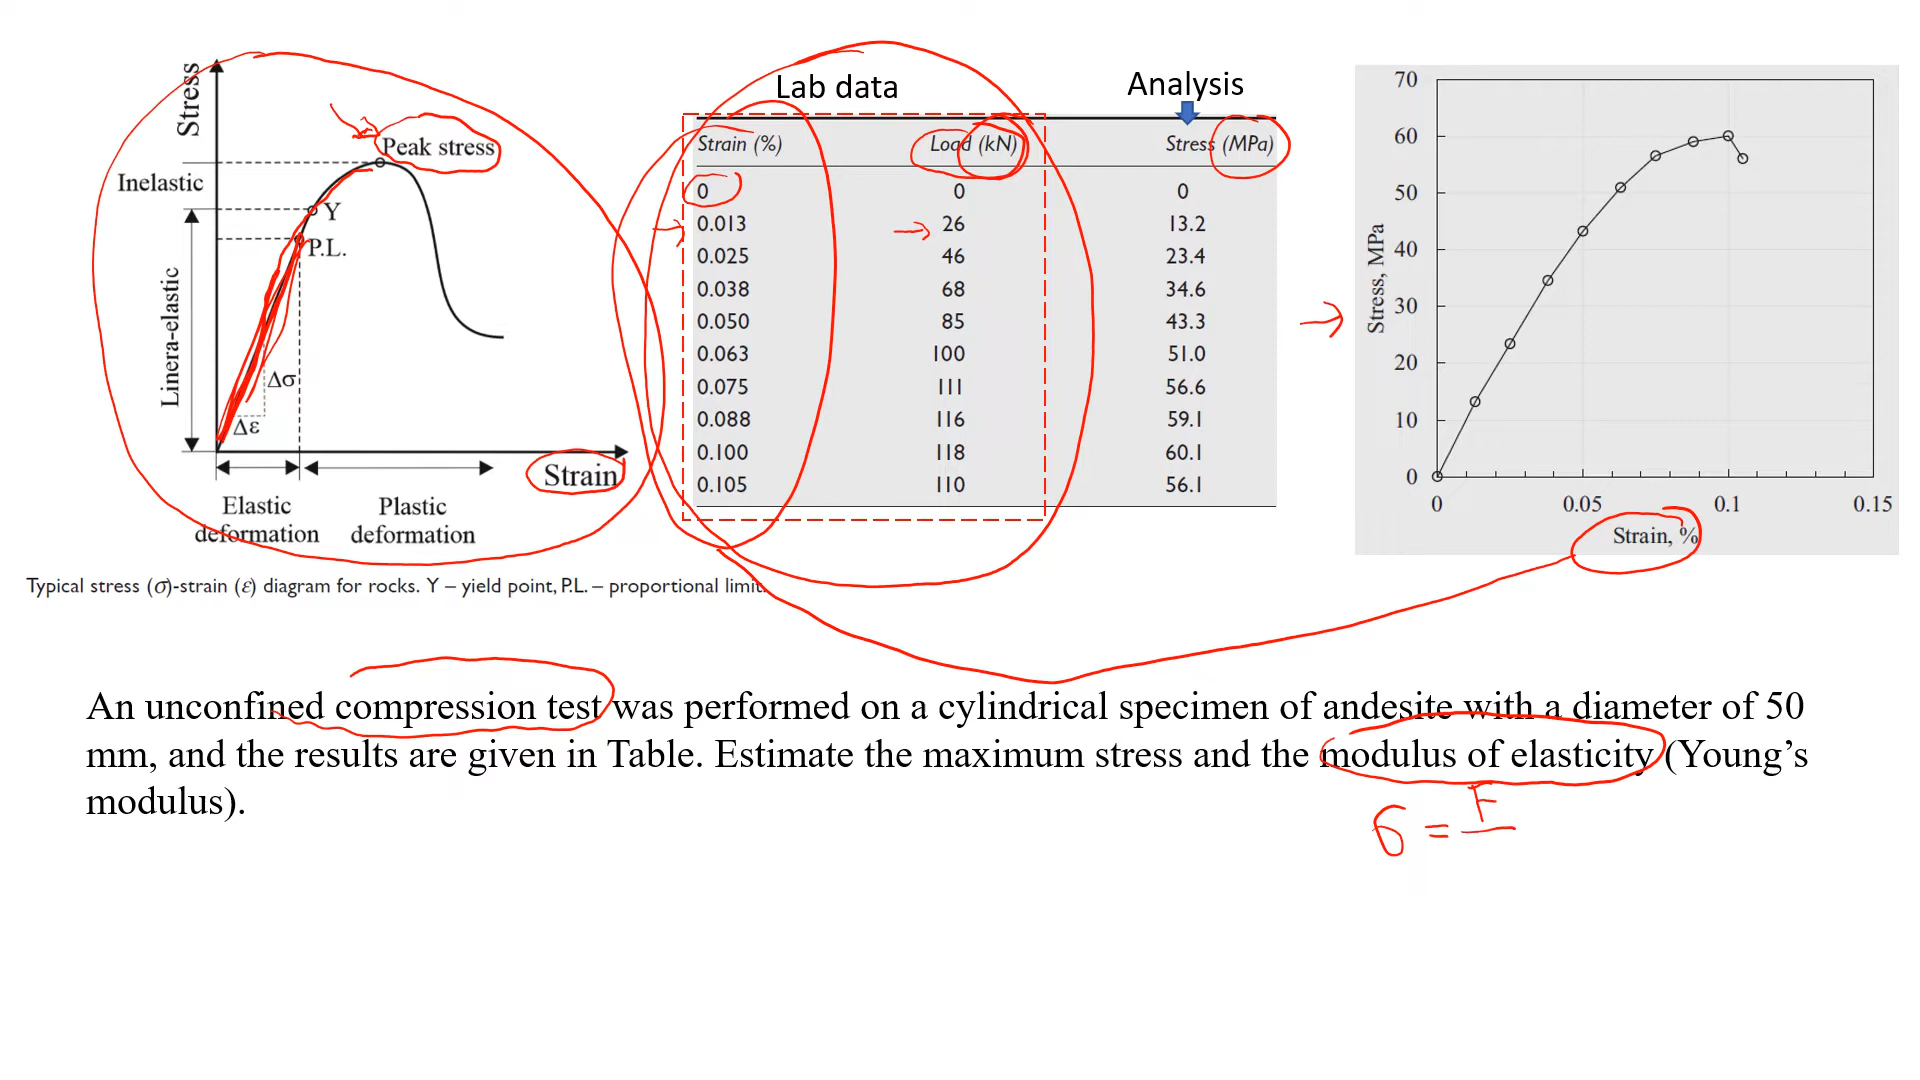 Stress
Peak stress
Inelastic
Y
P.L.
Linera-elastic
Δσ
Δε
Strain
Elastic
deformation
Plastic
deformation
Typical stress (σ)-strain (ε) diagram for rocks. Y – yield point, P.L. – proportional limit.
Lab data
Analysis
Strain (%) Load (kN) Stress (MPa)
0 0 0
0.013 26 13.2
0.025 46 23.4
0.038 68 34.6
0.050 85 43.3
0.063 100 51.0
0.075 111 56.6
0.088 116 59.1
0.100 118 60.1
0.105 110 56.1
70
60
50
40
30
20
10
0
Stress, MPa
0 0.05 0.1 0.15
Strain, %
An unconfined compression test was performed on a cylindrical specimen of andesite with a diameter of 50
mm, and the results are given in Table. Estimate the maximum stress and the modulus of elasticity (Young’s
modulus).
σ = F